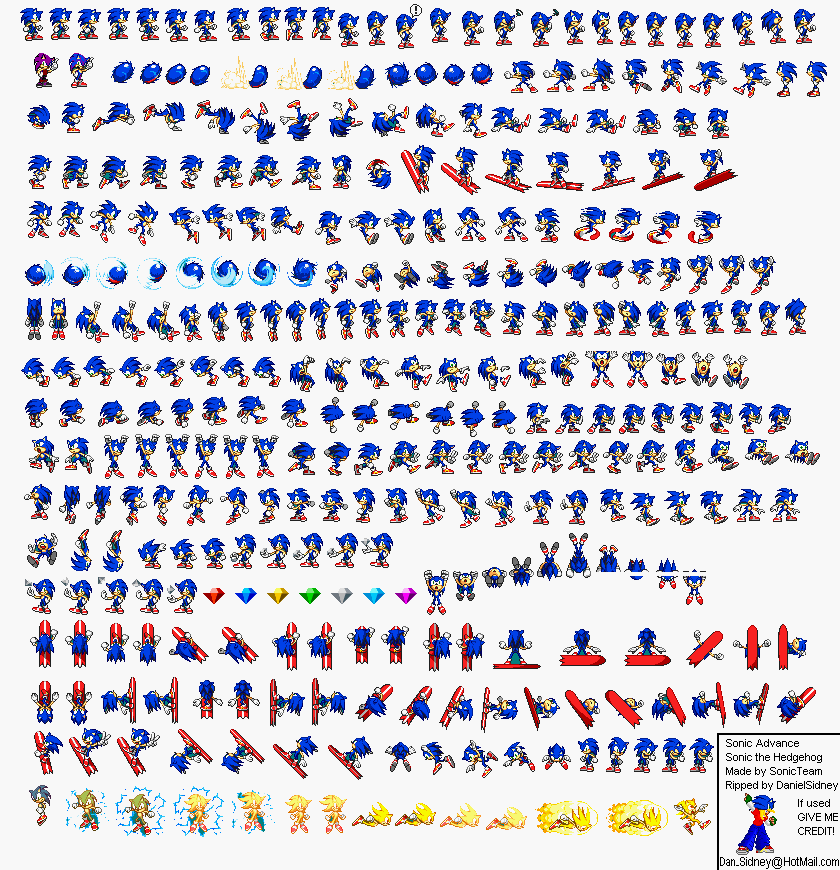 !
Sonic Advance
Sonic the Hedgehog
Made by SonicTeam
Ripped by DanielSidney
If used
GIVE ME
CREDIT!
Dan_Sidney@HotMail.com